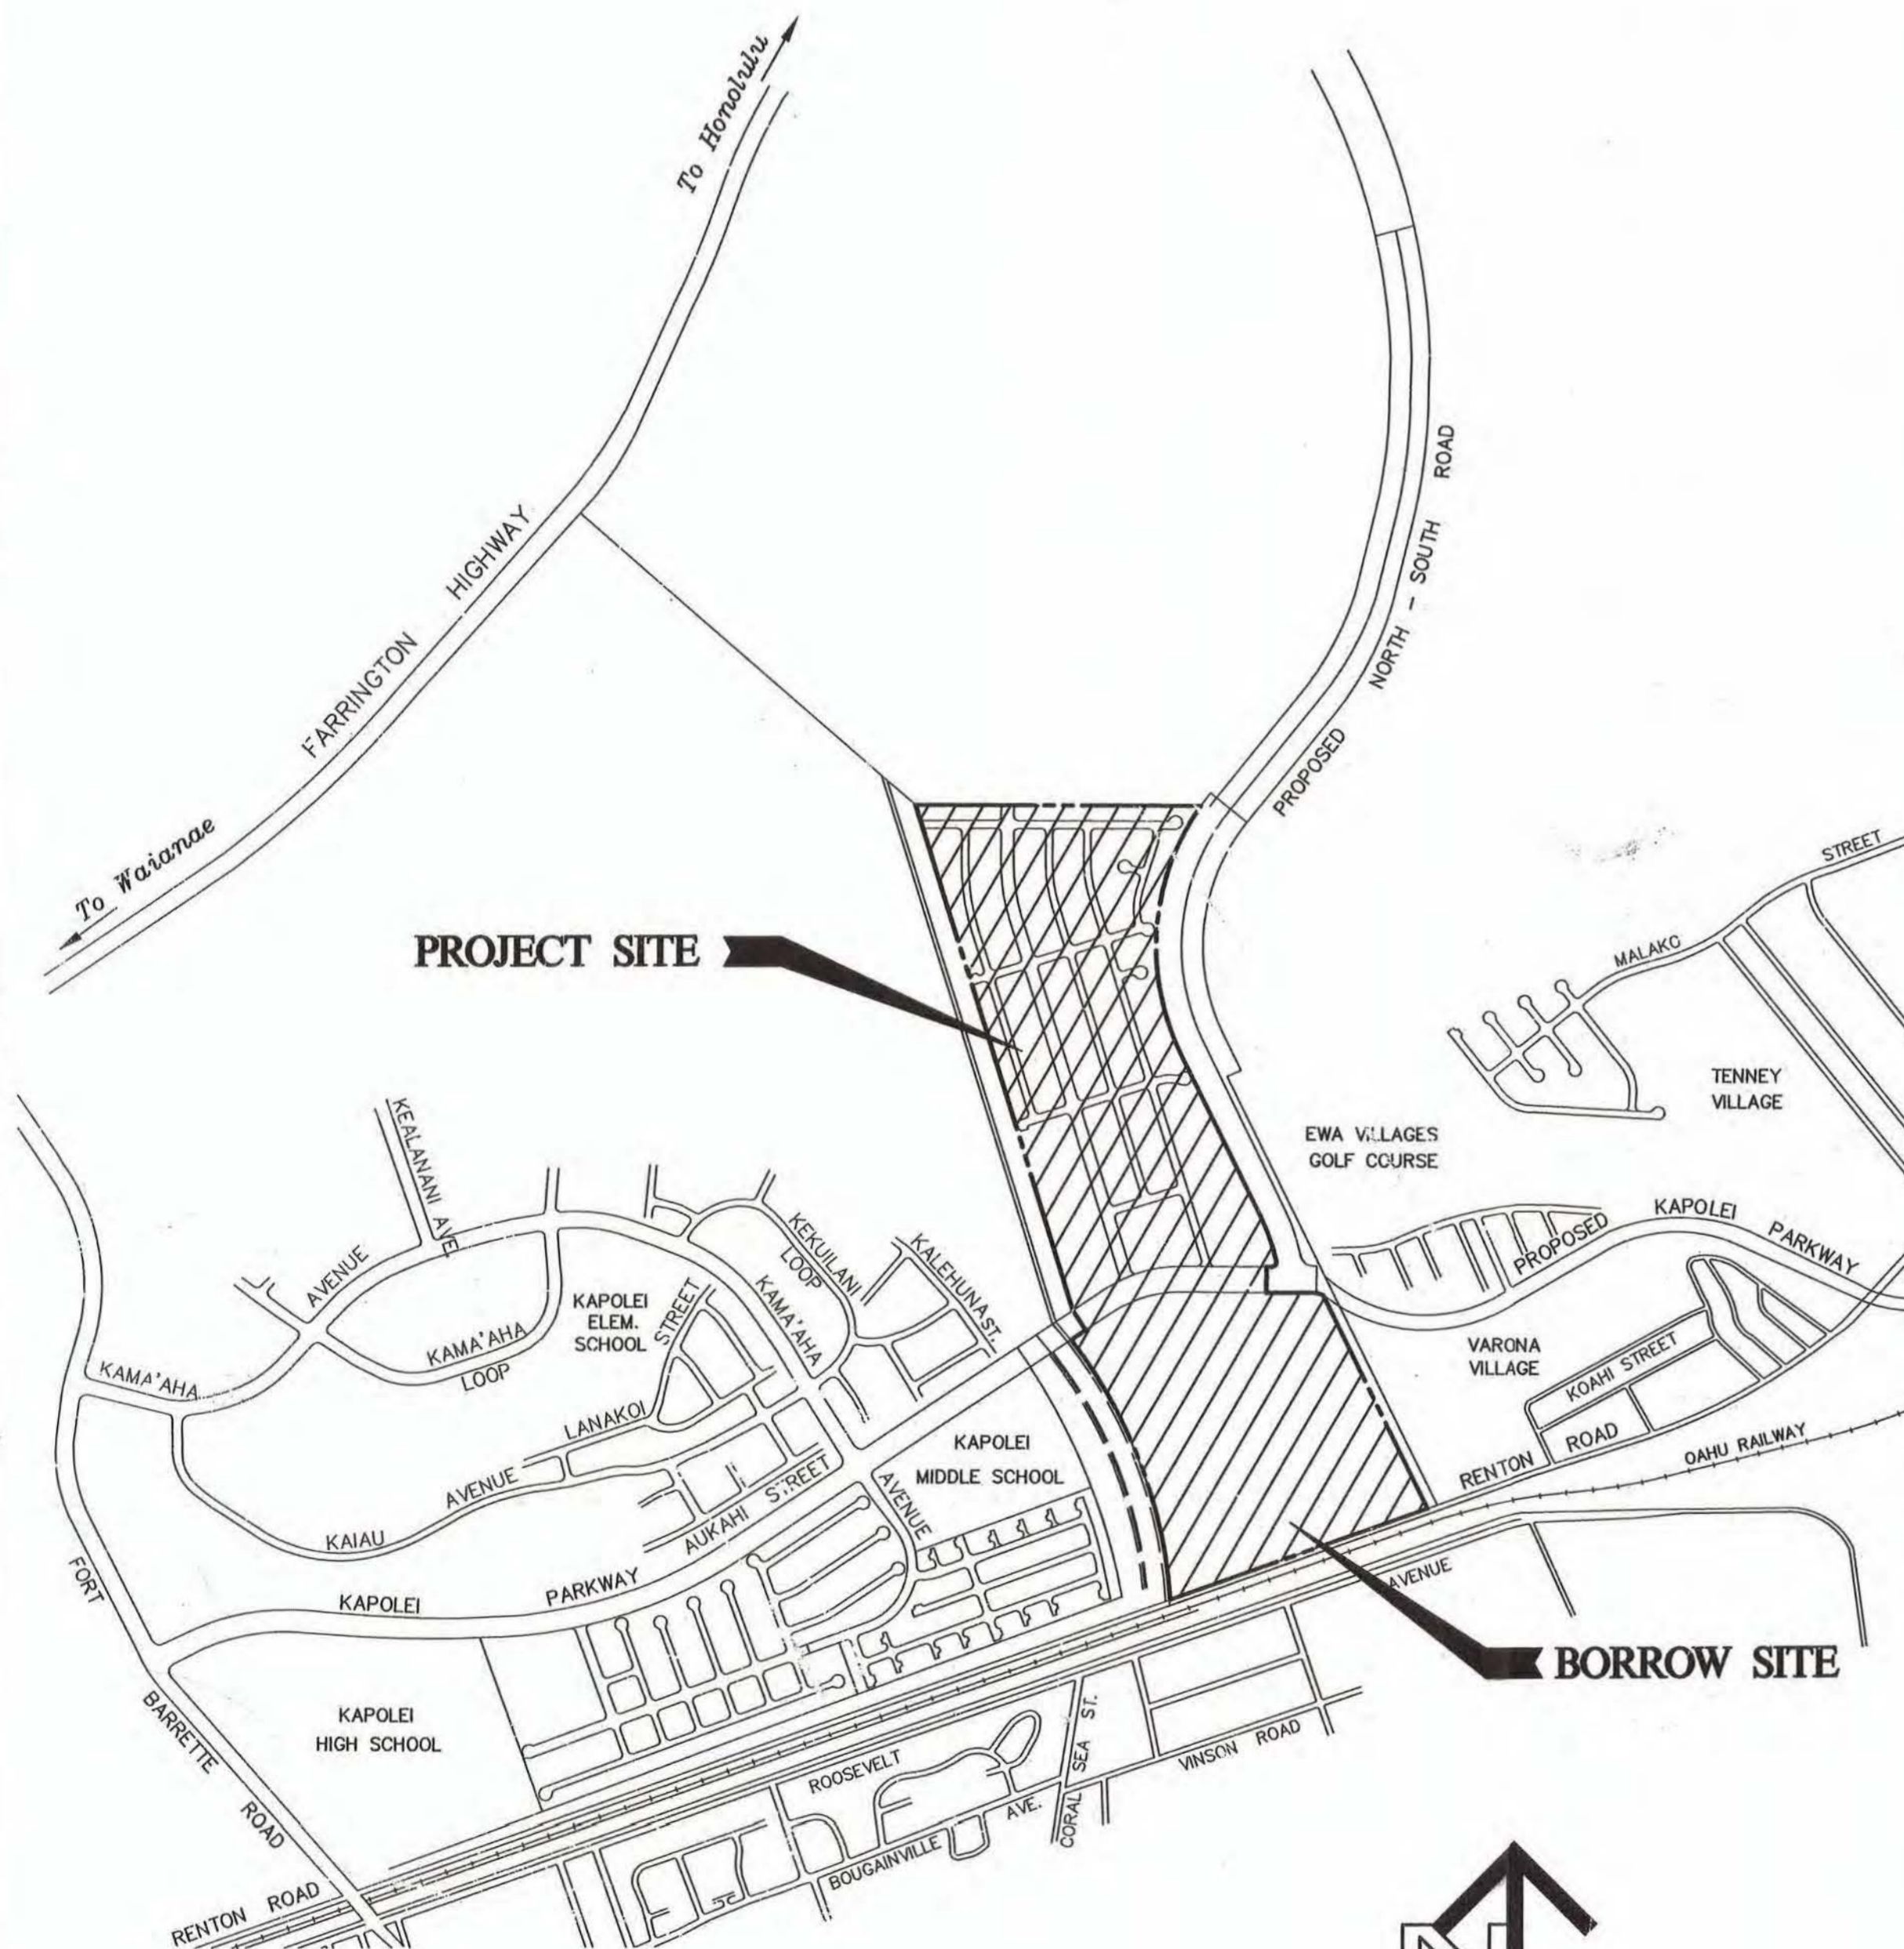 To Honolulu
FARRINGTON HIGHWAY
To Waianae
PROPOSED NORTH - SOUTH ROAD
PROJECT SITE
STREET
MALAKO
TENNEY
VILLAGE
EWA VILLAGES
GOLF COURSE
KEALANANI AVE.
KAMA'AHA AVENUE
KAMA'AHA
LOOP
KAPOLEI
ELEM.
SCHOOL
LANAKOI STREET
KAMA'AHA AVENUE
KEKUILANI
LOOP
KALEHUNA ST.
PROPOSED KAPOLEI PARKWAY
VARONA
VILLAGE
KOAHI STREET
RENTON ROAD
OAHU RAILWAY
KAPOLEI
MIDDLE SCHOOL
KAIAU AVENUE
AUKAHI STREET
KAPOLEI PARKWAY
FORT BARRETTE ROAD
KAPOLEI
HIGH SCHOOL
ROOSEVELT AVENUE
BORROW SITE
BOUGAINVILLE AVE.
CORAL SEA ST.
VINSON ROAD
RENTON ROAD
N